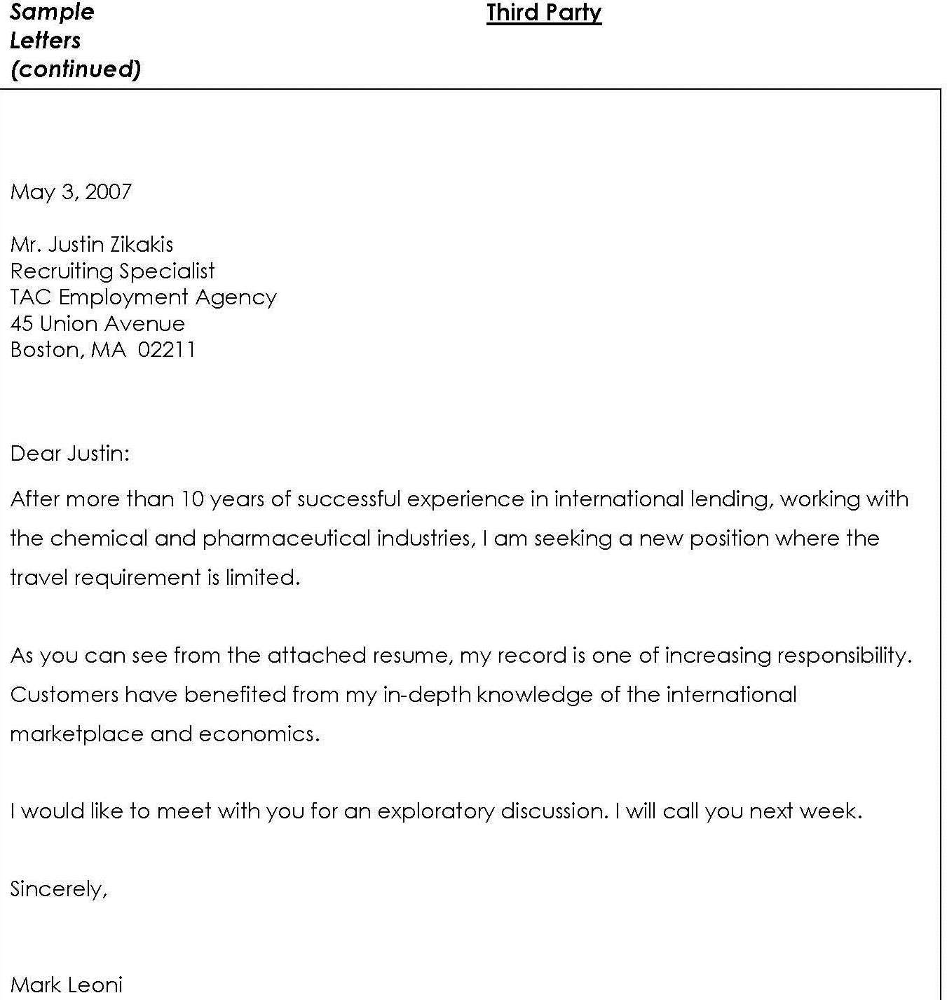 Sample
Letters
(continued)
Third Party
May 3, 2007
Mr. Justin Zikakis
Recruiting Specialist
TAC Employment Agency
45 Union Avenue
Boston, MA  02211
Dear Justin:
After more than 10 years of successful experience in international lending, working with
the chemical and pharmaceutical industries, I am seeking a new position where the
travel requirement is limited.
As you can see from the attached resume, my record is one of increasing responsibility.
Customers have benefited from my in-depth knowledge of the international
marketplace and economics.
I would like to meet with you for an exploratory discussion. I will call you next week.
Sincerely,
Mark Leoni